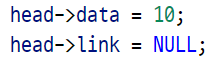 head->data = 10;
head->link = NULL;